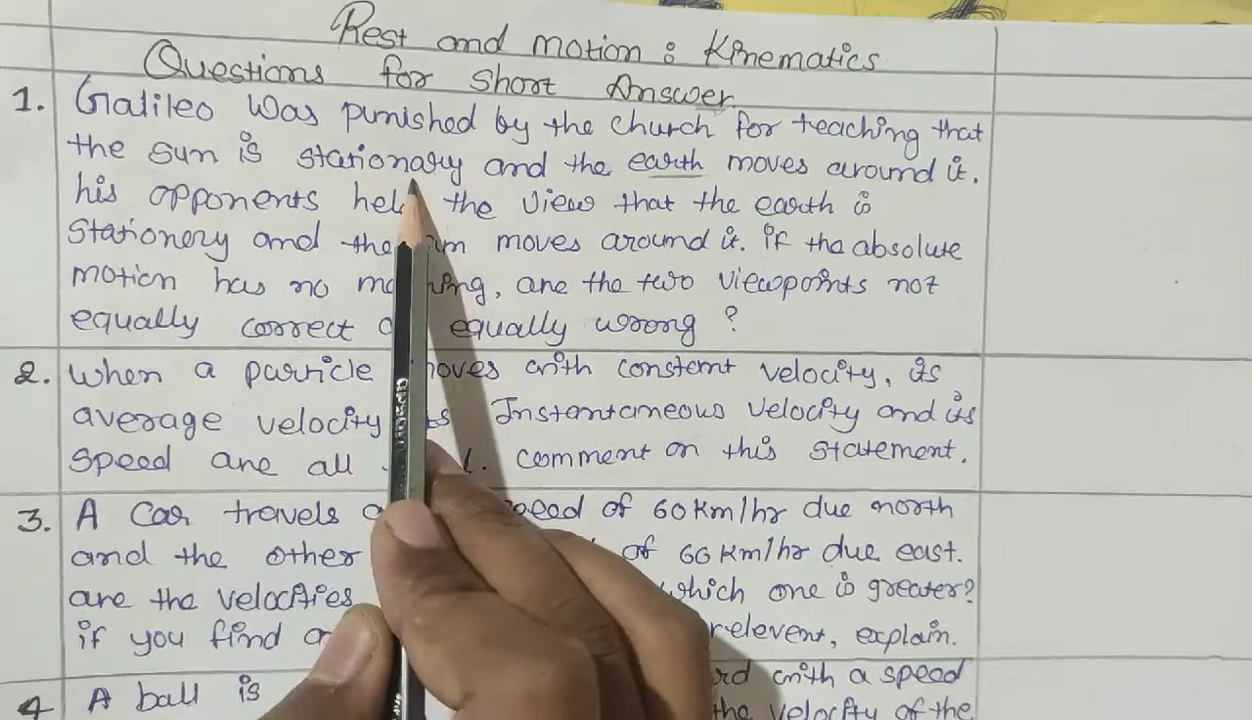 Rest and motion : Kinematics
Questions for Short Answer
1. Galileo was punished by the church for teaching that
the sun is stationary and the earth moves around it.
his opponents held the view that the earth is
Stationery and the moves around it. if the absolute
motion has no , are the two viewpoints not
equally correct equally wrong ?
2. When a particle moves with constant velocity, its
average velocity Instantaneous velocity and its
Speed are all . comment on this statement.
3. A Car travels speed of 60 km/hr due north
and the other of 60 km/hr due east.
are the velocities which one is greater?
if you find relevent, explain.
4 A ball is with a speed
the velocity of the